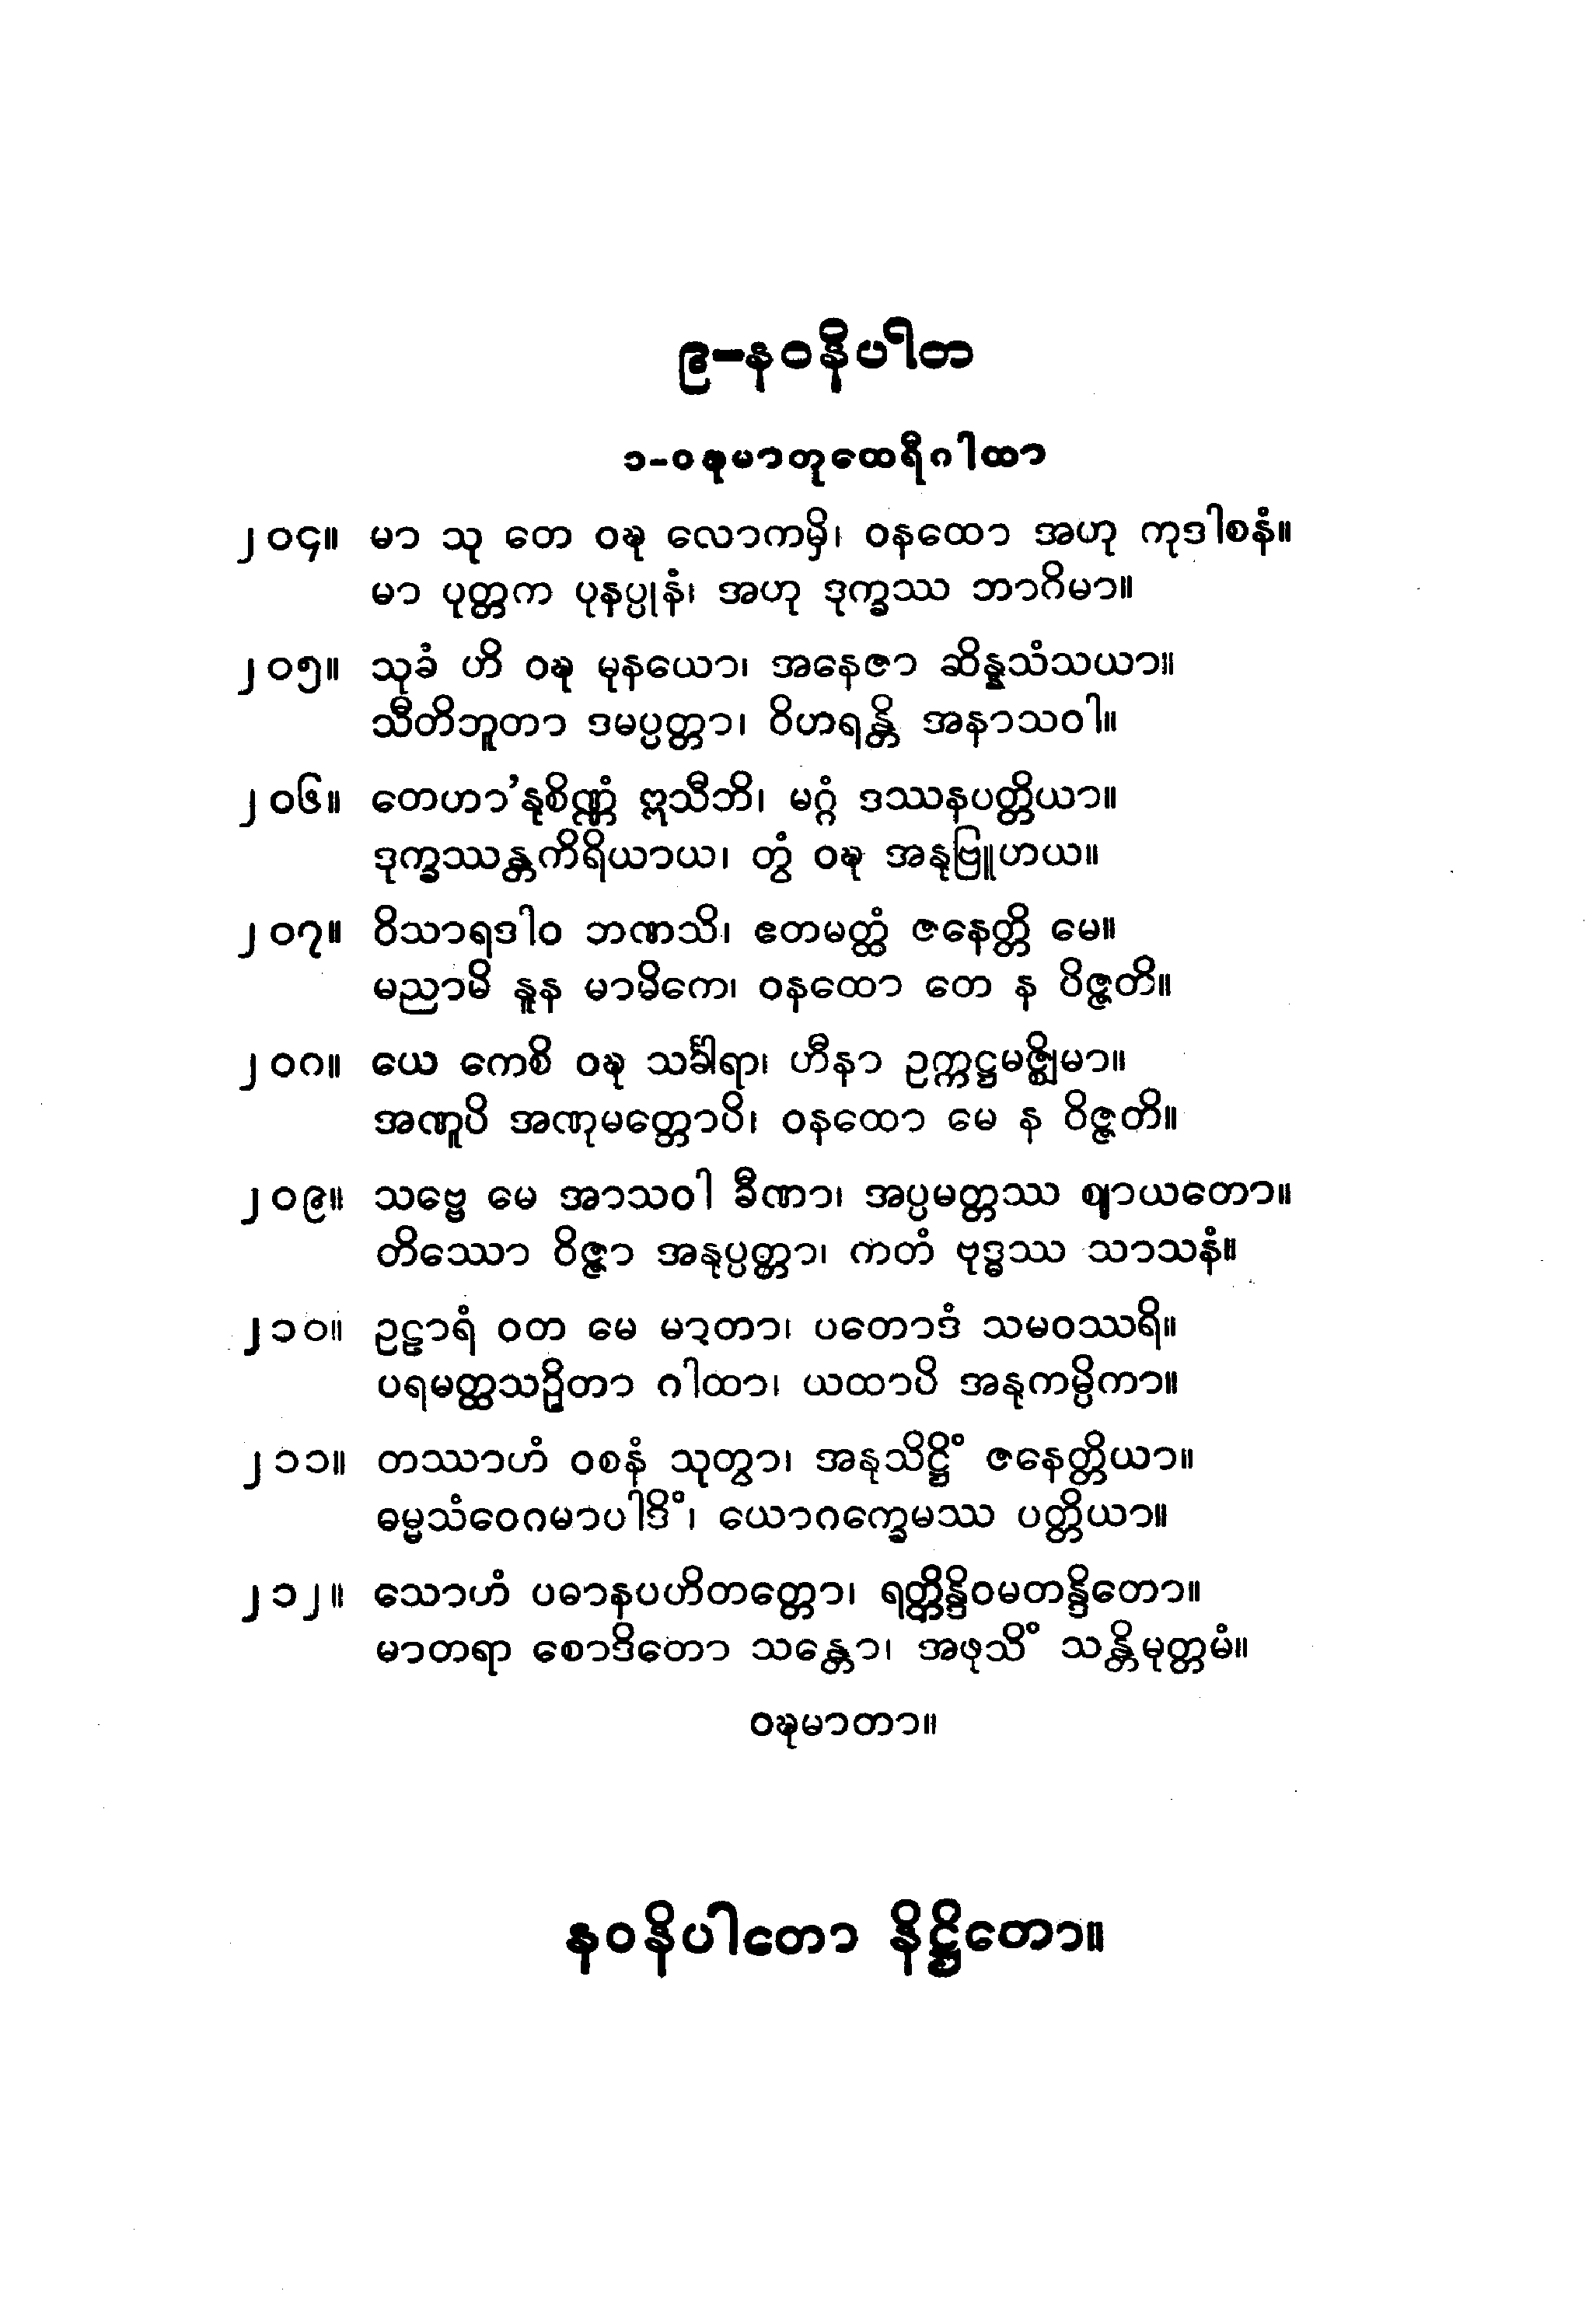 ၉-နဝနိပါတ
၁-ဝဍ္ဎမာတုထေရီဂါထာ
၂၀၄။ မာ သု တေ ဝဍ္ဎ လောကမှိ၊ ဝနထော အဟု ကုဒါစနံ။
မာ ပုတ္တက ပုနပ္ပုနံ၊ အဟု ဒုက္ခဿ ဘာဂိမာ။
၂၀၅။ သုခံ ဟိ ဝဍ္ဎ မုနယော၊ အနေဇာ ဆိန္နသံသယာ။
သီတိဘူတာ ဒမပ္ပတ္တာ၊ ဝိဟရန္တိ အနာသဝါ။
၂၀၆။ တေဟာ’နုစိဏ္ဏံ ဣသီဘိ၊ မဂ္ဂံ ဒဿနပတ္တိယာ။
ဒုက္ခဿန္တကိရိယာယ၊ တွံ ဝဍ္ဎ အနုဗြူဟယ။
၂၀၇။ ဝိသာရဒါဝ ဘဏသိ၊ ဧတမတ္ထံ ဇနေတ္တိ မေ။
မညာမိ နူန မာမိကေ၊ ဝနထော တေ န ဝိဇ္ဇတိ။
၂၀၈။ ယေ ကေစိ ဝဍ္ဎ သင်္ခါရာ၊ ဟီနာ ဥက္ကဋ္ဌမဇ္ဈိမာ။
အဏူပိ အဏုမတ္တောပိ၊ ဝနထော မေ န ဝိဇ္ဇတိ။
၂၀၉။ သဗ္ဗေ မေ အာသဝါ ခီဏာ၊ အပ္ပမတ္တဿ ဈာယတော။
တိဿော ဝိဇ္ဇာ အနုပ္ပတ္တာ၊ ကတံ ဗုဒ္ဓဿ သာသနံ။
၂၁၀။ ဥဠာရံ ဝတ မေ မာတာ၊ ပတောဒံ သမဝဿရိ။
ပရမတ္ထသဉှိတာ ဂါထာ၊ ယထာပိ အနုကမ္ပိကာ။
၂၁၁။ တဿာဟံ ဝစနံ သုတွာ၊ အနုသိဋ္ဌိံ ဇနေတ္တိယာ။
ဓမ္မသံဝေဂမာပါဒိံ၊ ယောဂက္ခေမဿ ပတ္တိယာ။
၂၁၂။ သောဟံ ပဓာနပဟိတတ္တော၊ ရတ္တိန္ဒိဝမတန္ဒိတော။
မာတရာ စောဒိတော သန္တော၊ အဖုသိံ သန္တိမုတ္တမံ။
ဝဍ္ဎမာတာ။
နဝနိပါတော နိဋ္ဌိတော။